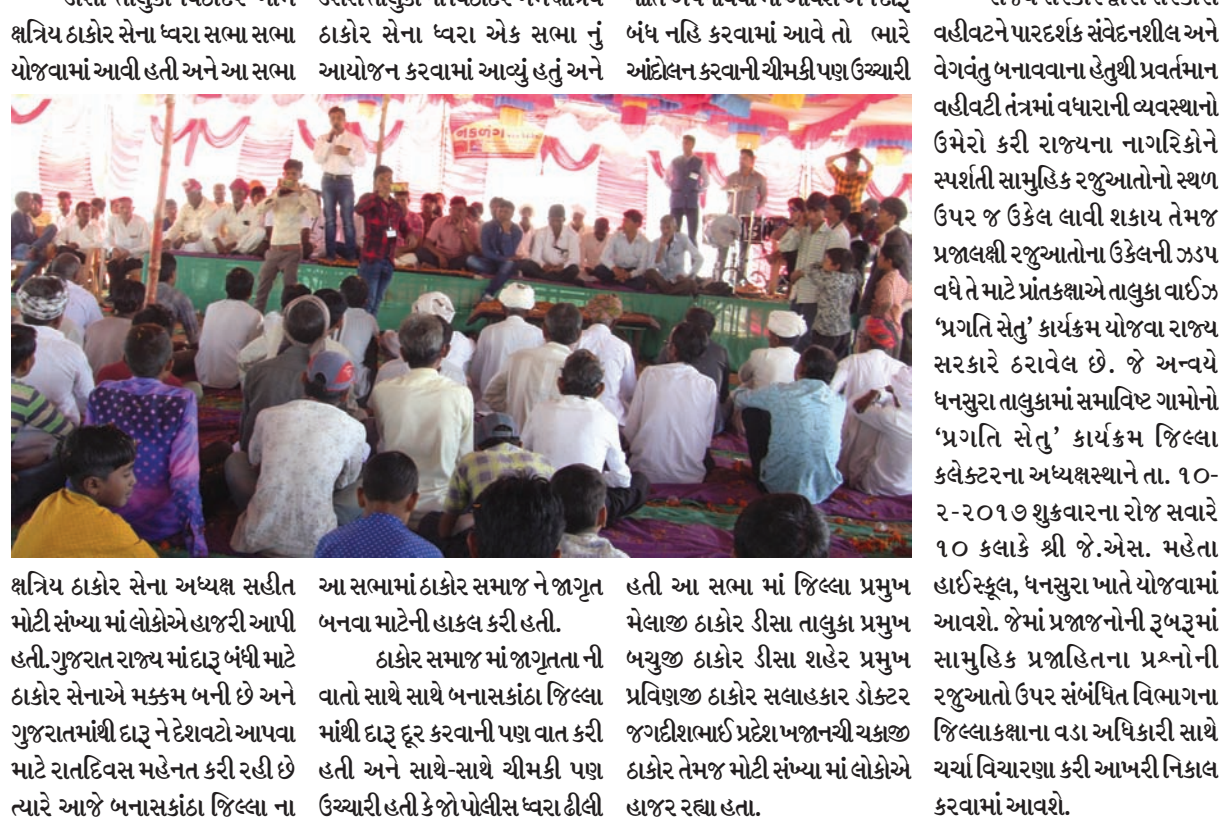 ક્ષત્રિય ઠાકોર સેના ધ્વરા સભા સભા
યોજવામાં આવી હતી અને આ સભા
ક્ષત્રિય ઠાકોર સેના અધ્યક્ષ સહીત
મોટી સંખ્યા માં લોકોએ હાજરી આપી
હતી.ગુજરાત રાજ્ય માં દારૂ બંધી માટે
ઠાકોર સેનાએ મક્કમ બની છે અને
ગુજરાતમાંથી દારૂ ને દેશવટો આપવા
માટે રાતદિવસ મહેનત કરી રહી છે
ત્યારે આજે બનાસકાંઠા જિલ્લા ના
ઠાકોર સેના ધ્વરા એક સભા નું
આયોજન કરવામાં આવ્યું હતું અને
આ સભામાં ઠાકોર સમાજ ને જાગૃત
બનવા માટેની હાકલ કરી હતી.
ઠાકોર સમાજ માં જાગૃતતા ની
વાતો સાથે સાથે બનાસકાંઠા જિલ્લા
માંથી દારૂ દૂર કરવાની પણ વાત કરી
હતી અને સાથે-સાથે ચીમકી પણ
ઉચ્ચારી હતી કે જો પોલીસ ધ્વરા ઢીલી
બંધ નહિ કરવામાં આવે તો ભારે
આંદોલન કરવાની ચીમકી પણ ઉચ્ચારી
નકળંગ
હતી આ સભા માં જિલ્લા પ્રમુખ
મેલાજી ઠાકોર ડીસા તાલુકા પ્રમુખ
બચુજી ઠાકોર ડીસા શહેર પ્રમુખ
પ્રવિણજી ઠાકોર સલાહકાર ડોક્ટર
જગદીશભાઈ પ્રદેશ ખજાનચી ચકાજી
ઠાકોર તેમજ મોટી સંખ્યા માં લોકોએ
હાજર રહ્યા હતા.
વહીવટને પારદર્શક સંવેદનશીલ અને
વેગવંતુ બનાવવાના હેતુથી પ્રવર્તમાન
વહીવટી તંત્રમાં વધારાની વ્યવસ્થાનો
ઉમેરો કરી રાજ્યના નાગરિકોને
સ્પર્શતી સામુહિક રજુઆતોનો સ્થળ
ઉપર જ ઉકેલ લાવી શકાય તેમજ
પ્રજાલક્ષી રજુઆતોના ઉકેલની ઝડપ
વધે તે માટે પ્રાંતકક્ષાએ તાલુકા વાઈઝ
‘પ્રગતિ સેતુ’ કાર્યક્રમ યોજવા રાજ્ય
સરકારે ઠરાવેલ છે. જે અન્વયે
ધનસુરા તાલુકામાં સમાવિષ્ટ ગામોનો
‘પ્રગતિ સેતુ’ કાર્યક્રમ જિલ્લા
કલેક્ટરના અધ્યક્ષસ્થાને તા. ૧૦-
૨-૨૦૧૭ શુક્રવારના રોજ સવારે
૧૦ કલાકે શ્રી જે.એસ. મહેતા
હાઈસ્કૂલ, ધનસુરા ખાતે યોજવામાં
આવશે. જેમાં પ્રજાજનોની રૂબરૂમાં
સામુહિક પ્રજાહિતના પ્રશ્નોની
રજુઆતો ઉપર સંબંધિત વિભાગના
જિલ્લાકક્ષાના વડા અધિકારી સાથે
ચર્ચા વિચારણા કરી આખરી નિકાલ
કરવામાં આવશે.